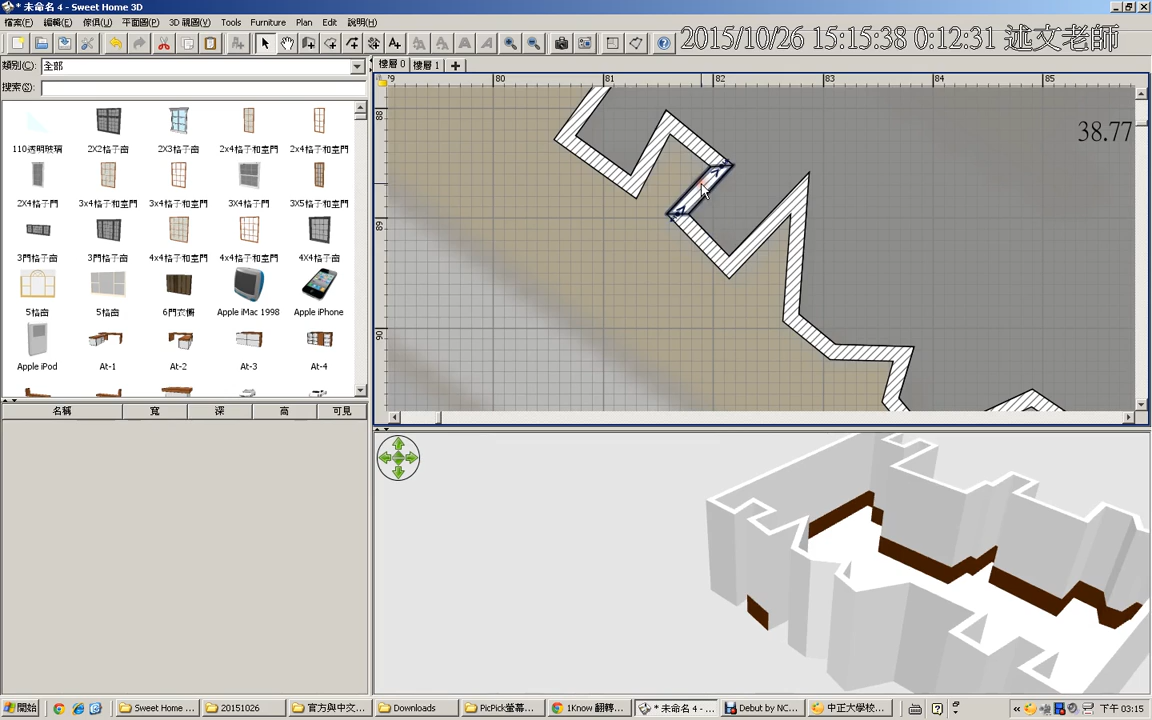 * 未命名 4 - Sweet Home 3D
檔案(F) 編輯(E) 傢俱(U) 平面圖(P) 3D 視圖(V) Tools Furniture Plan Edit 說明(H)
2015/10/26 15:15:38 0:12:31 述文老師
類別(C): 全部
搜索(S):
樓層 0 樓層 1
79 80 81 82 83 84 85
88
89
90
38.77
110透明玻璃 2X2格子窗 2X3格子窗 2x4格子和室門 2x4格子和室門
2X4格子門 3x4格子和室門 3x4格子和室門 3X4格子門 3X5格子和室門
3門格子窗 3門格子窗 4x4格子和室門 4x4格子和室門 4X4格子窗
5格窗 5格窗 6門衣櫥 Apple iMac 1998 Apple iPhone
Apple iPod At-1 At-2 At-3 At-4
名稱 寬 深 高 可見
開始 Sweet Home ... 20151026 官方與中文... Downloads PicPick螢幕... 1Know 翻轉... * 未命名 4 - ... Debut by NC... 中正大學校... 下午 03:15